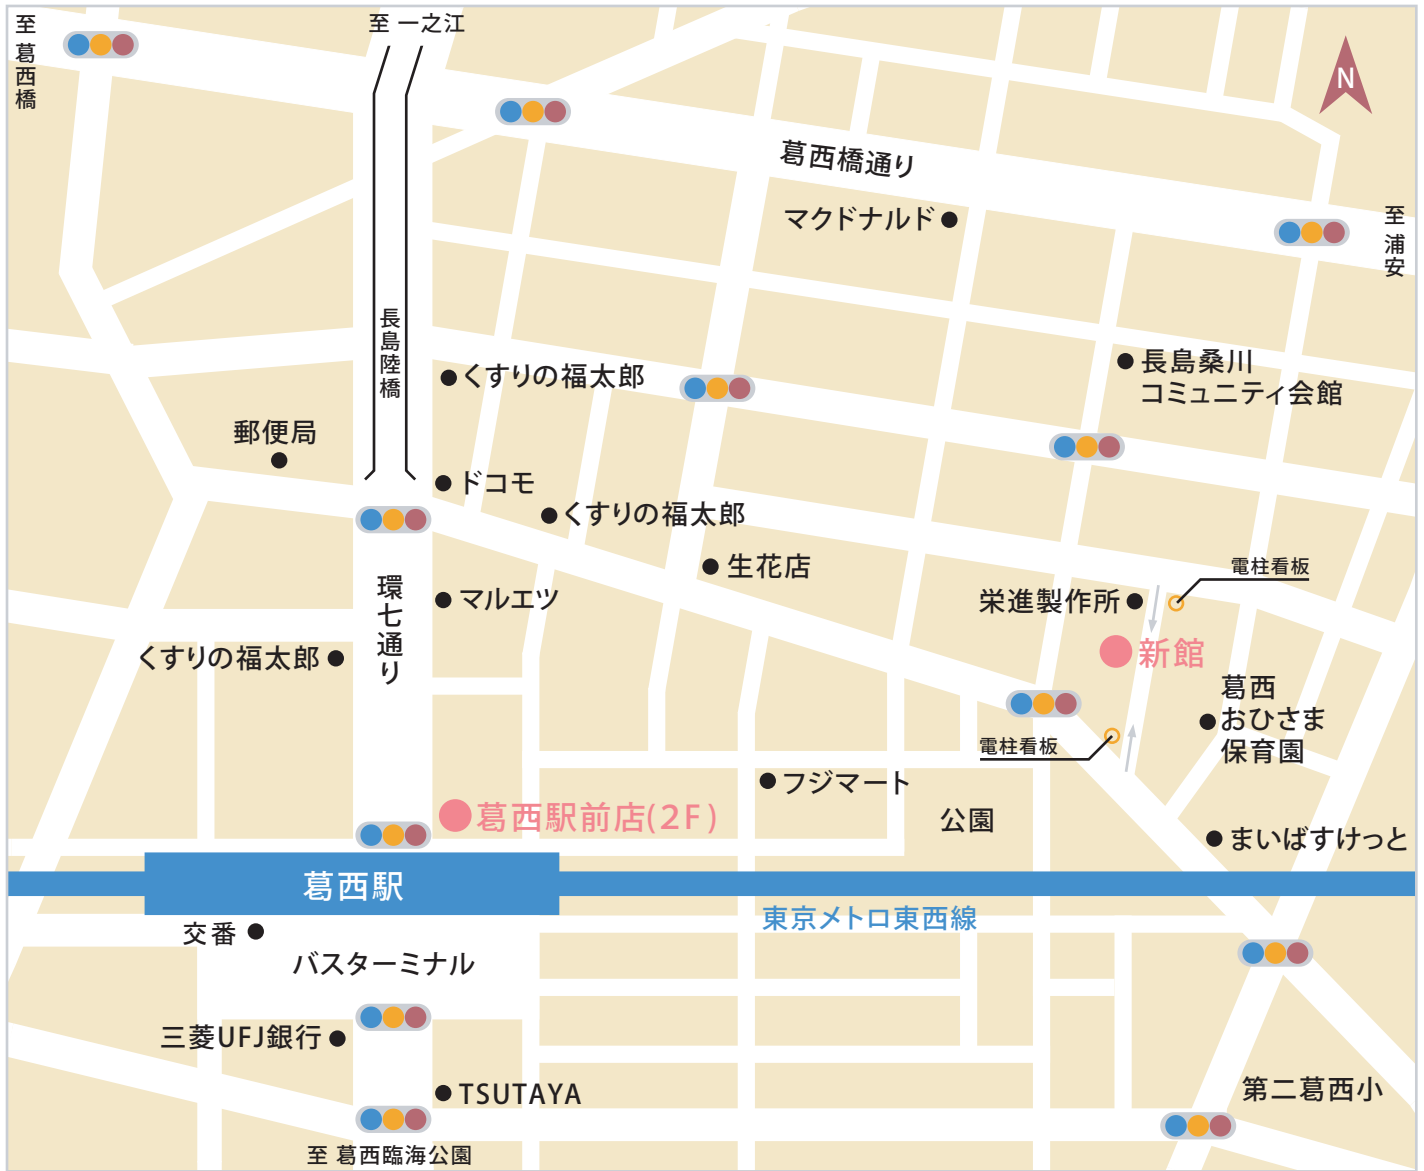 至 一之江
至葛西橋
N
葛西橋通り
マクドナルド
至浦安
長島陸橋
長島桑川
コミュニティ会館
くすりの福太郎
郵便局
ドコモ
くすりの福太郎
生花店
電柱看板
環七通り
マルエツ
栄進製作所
くすりの福太郎
新館
葛西
おひさま
保育園
電柱看板
フジマート
葛西駅前店(2F)
公園
まいばすけっと
葛西駅
東京メトロ東西線
交番
バスターミナル
三菱UFJ銀行
TSUTAYA
第二葛西小
至 葛西臨海公園